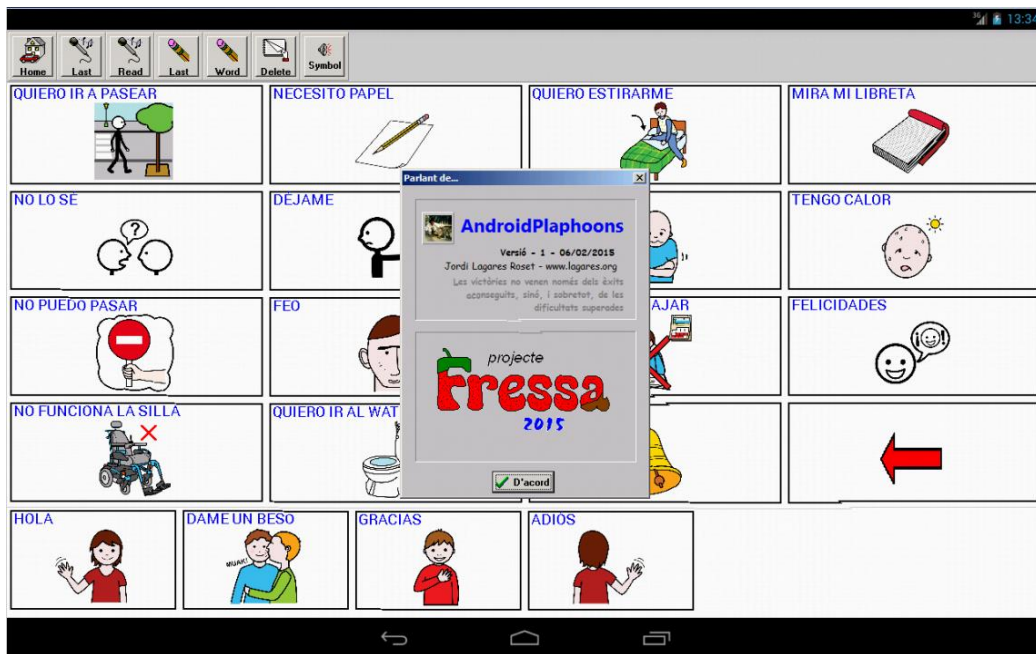 3G 13:34
Home Last Read Last Word Delete Symbol
QUIERO IR A PASEAR
NECESITO PAPEL
QUIERO ESTIRARME
MIRA MI LIBRETA
NO LO SÉ
?
DÉJAME
TENGO CALOR
NO PUEDO PASAR
FEO
AJAR
FELICIDADES
NO FUNCIONA LA SILLA
QUIERO IR AL WAT
HOLA
DAME UN BESO
MUAK!
GRACIAS
ADIÓS
Parlant de...
AndroidPlaphoons
Versió - 1 - 06/02/2015
Jordi Lagares Roset - www.lagares.org
Les victòries no venen només dels èxits
aconseguits, sinó, i sobretot, de les
dificultats superades
projecte
Fressa
2015
D'acord